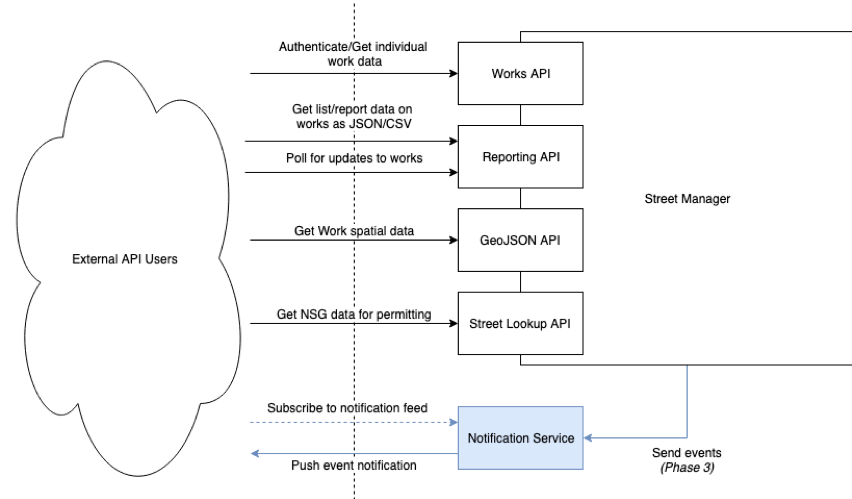 Authenticate/Get individual
work data
Works API
Get list/report data on
works as JSON/CSV
Poll for updates to works
Reporting API
Street Manager
Get Work spatial data
GeoJSON API
External API Users
Get NSG data for permitting
Street Lookup API
Subscribe to notification feed
Notification Service
Push event notification
Send events
(Phase 3)